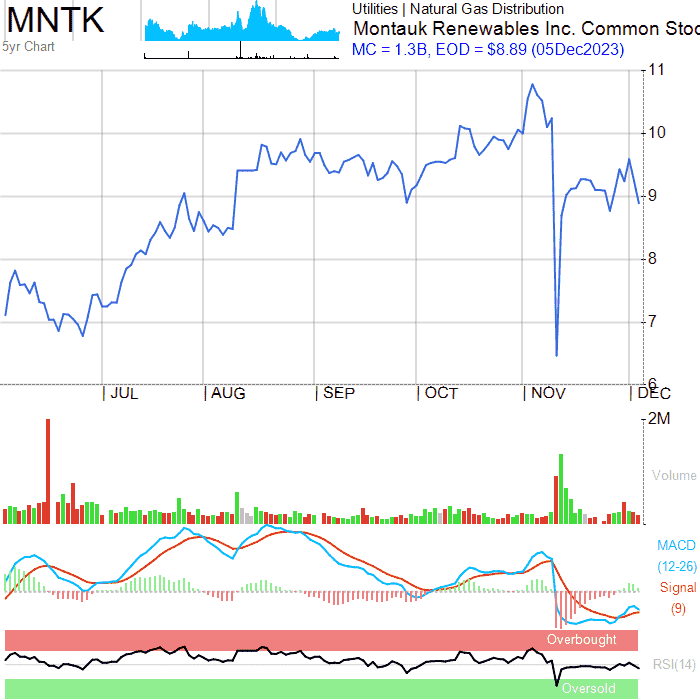 MNTK
5yr Chart
Utilities | Natural Gas Distribution
Montauk Renewables Inc. Common Stoc
MC = 1.3B, EOD = $8.89 (05Dec2023)
11
10
9
8
7
6
| JUL | AUG | SEP | OCT | NOV | DEC
2M
Volume
MACD
(12-26)
Signal
(9)
Overbought
RSI(14)
Oversold